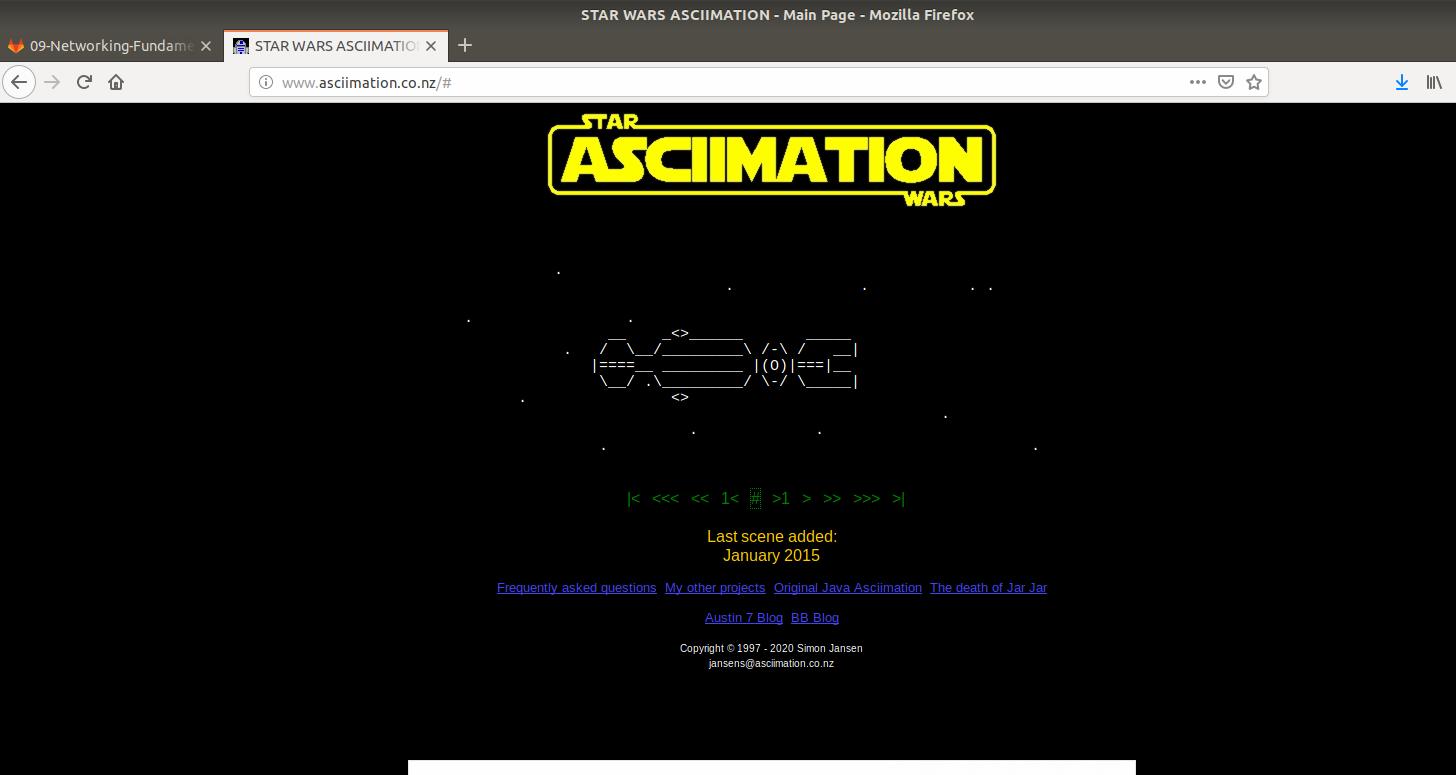 STAR WARS ASCIIMATION - Main Page - Mozilla Firefox
09-Networking-Fundame
STAR WARS ASCIIMATIO
www.asciimation.co.nz/#
STAR
ASCIIMATION
WARS
.
. . . .
. .
__ _<>______ _____
. / \__/_________\ /-\ / __|
|====__ _________ |(O)|===|__
\__/ .\_________/ \-/ \_____|
. <>
.
. .
. .
|< <<< << 1< # >1 > >> >>> >|
Last scene added:
January 2015
Frequently asked questions My other projects Original Java Asciimation The death of Jar Jar
Austin 7 Blog BB Blog
Copyright © 1997 - 2020 Simon Jansen
jansens@asciimation.co.nz